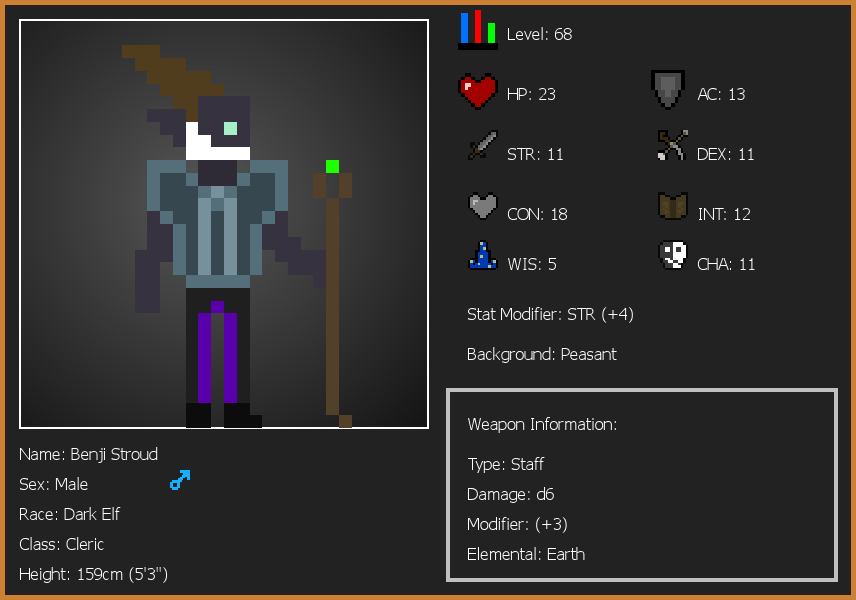 Level: 68
HP: 23
AC: 13
STR: 11
DEX: 11
CON: 18
INT: 12
WIS: 5
CHA: 11
Stat Modifier: STR (+4)
Background: Peasant
Weapon Information:
Type: Staff
Damage: d6
Modifier: (+3)
Elemental: Earth
Name: Benji Stroud
Sex: Male
Race: Dark Elf
Class: Cleric
Height: 159cm (5'3")